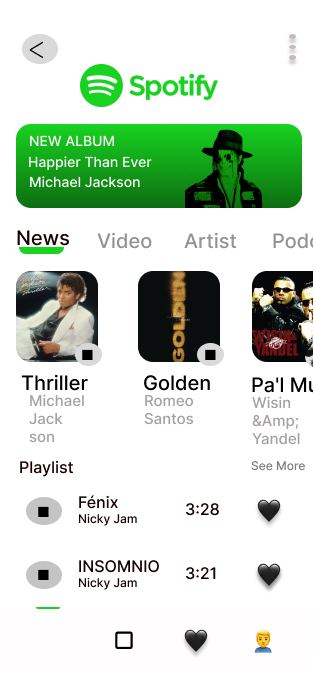 Spotify
NEW ALBUM
Happier Than Ever
Michael Jackson
News Video Artist Podc
Thriller
GOLDEN
YANDEL
Thriller Golden Pa'l Mu
Michael
Jack
son
Romeo
Santos
Wisin
&Amp;
Yandel
Playlist See More
Fénix
Nicky Jam
3:28
INSOMNIO
Nicky Jam
3:21